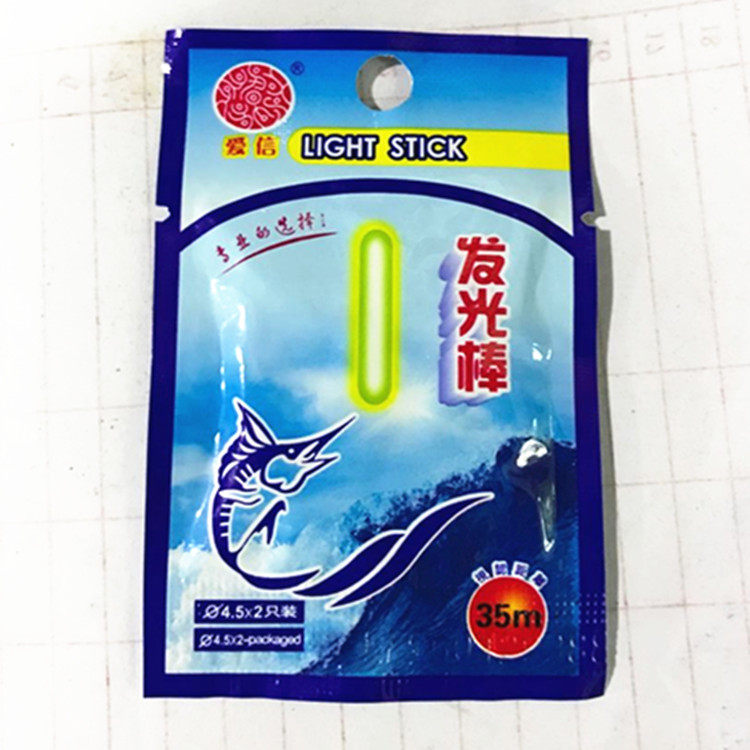 ®
爱信 LIGHT STICK
专业的选择!
发光棒
35m
Ø4.5×2只装
Ø4.5×2-packaged